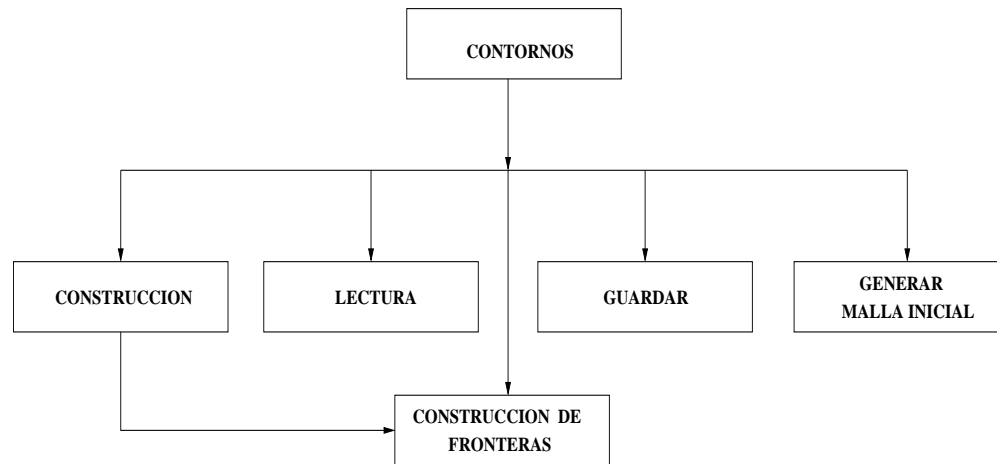 CONTORNOS
CONSTRUCCION
LECTURA
GUARDAR
GENERAR
MALLA INICIAL
CONSTRUCCION DE
FRONTERAS